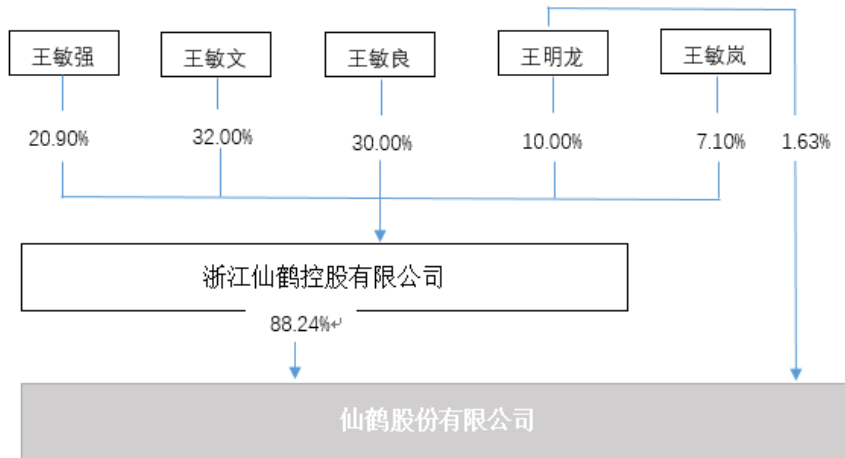 王敏强 王敏文 王敏良 王明龙 王敏岚
20.90% 32.00% 30.00% 10.00% 7.10% 1.63%
浙江仙鹤控股有限公司
88.24%↵
仙鹤股份有限公司